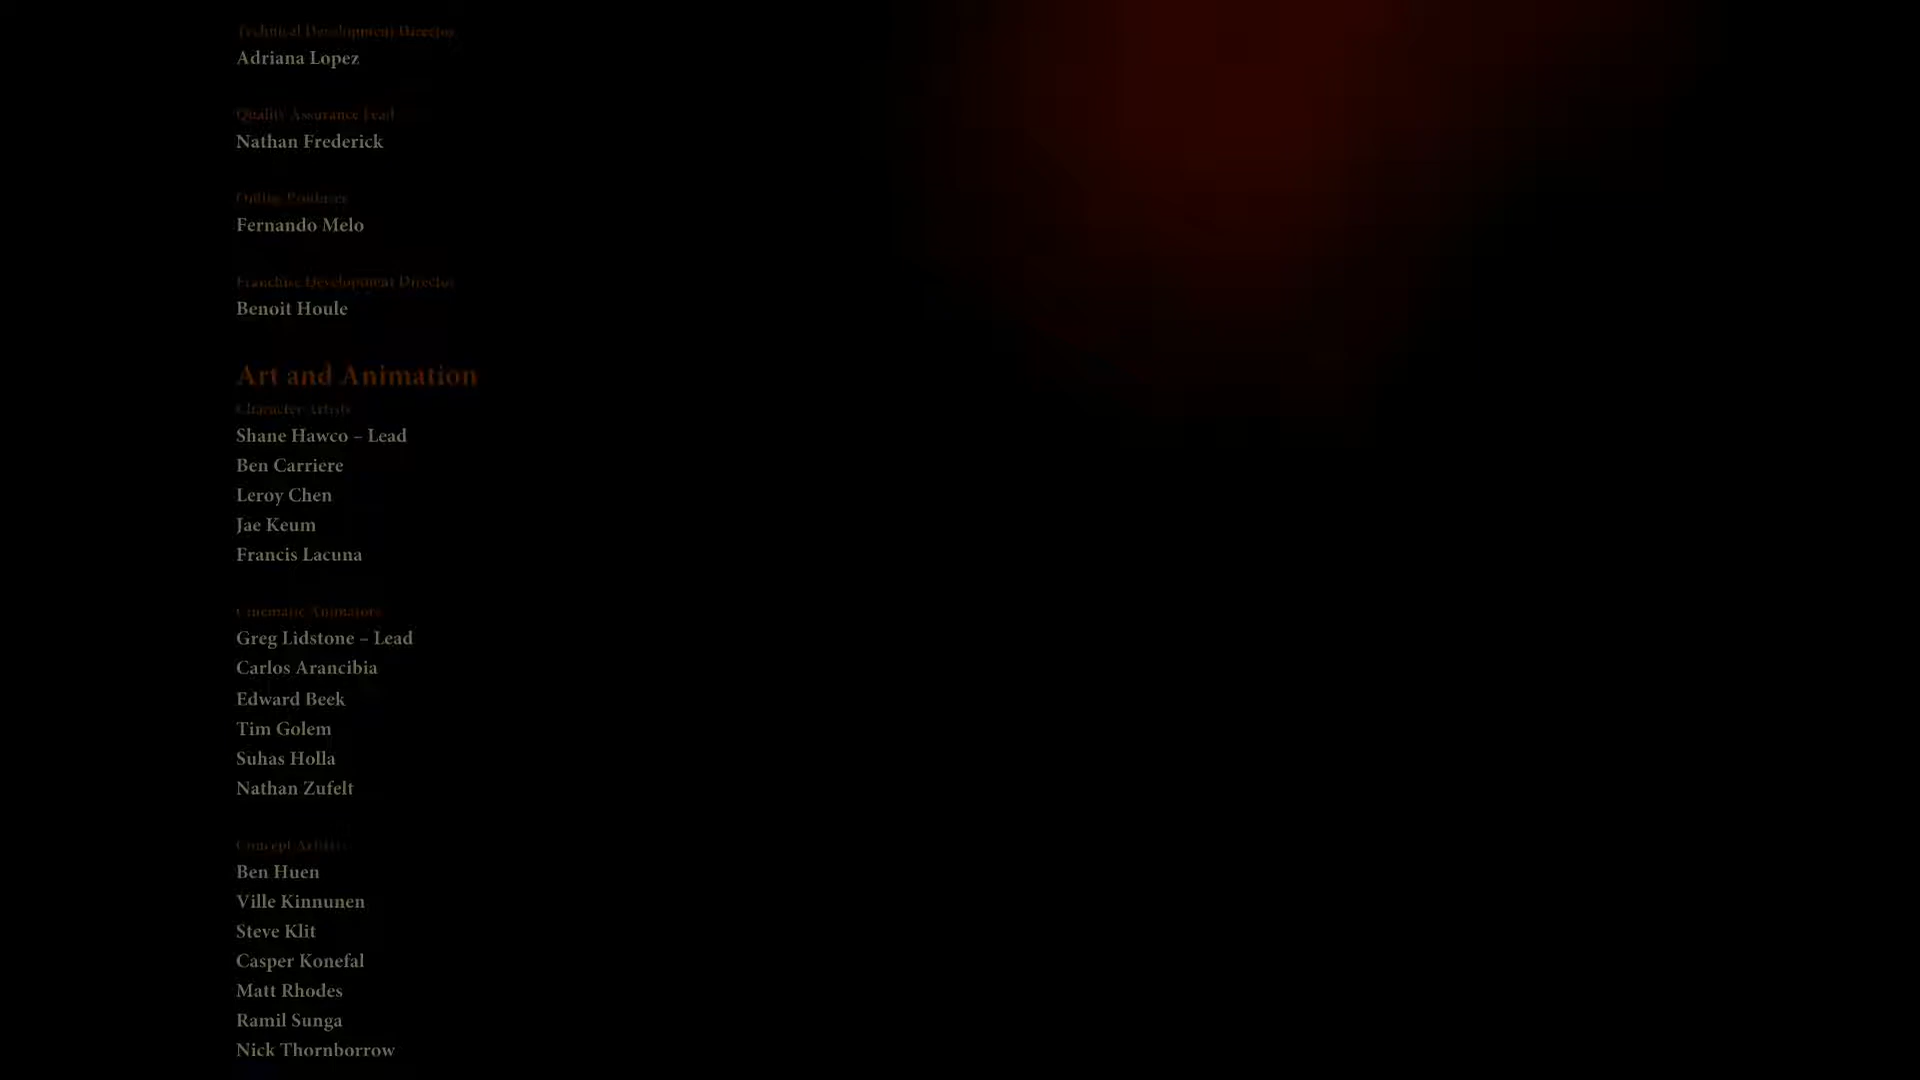 Technical Development Director
Adriana Lopez
Quality Assurance Lead
Nathan Frederick
Online Producer
Fernando Melo
Franchise Development Director
Benoit Houle
Art and Animation
Character Artists
Shane Hawco – Lead
Ben Carriere
Leroy Chen
Jae Keum
Francis Lacuna
Cinematic Animators
Greg Lidstone – Lead
Carlos Arancibia
Edward Beek
Tim Golem
Suhas Holla
Nathan Zufelt
Concept Artists
Ben Huen
Ville Kinnunen
Steve Klit
Casper Konefal
Matt Rhodes
Ramil Sunga
Nick Thornborrow